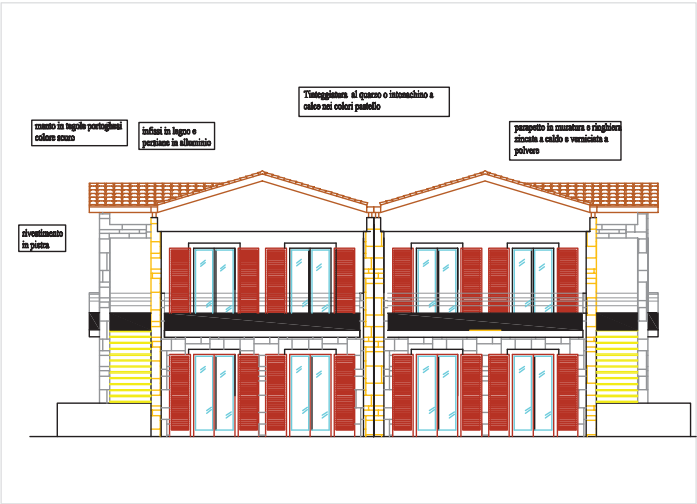 Tinteggiatura al quarzo o intonachino a
calce nei colori pastello
manto in tegole portoghesi
colore scuro
infissi in legno e
persiane in alluminio
parapetto in muratura e ringhiera
zincata a caldo e verniciata a
polvere
rivestimento
in pietra